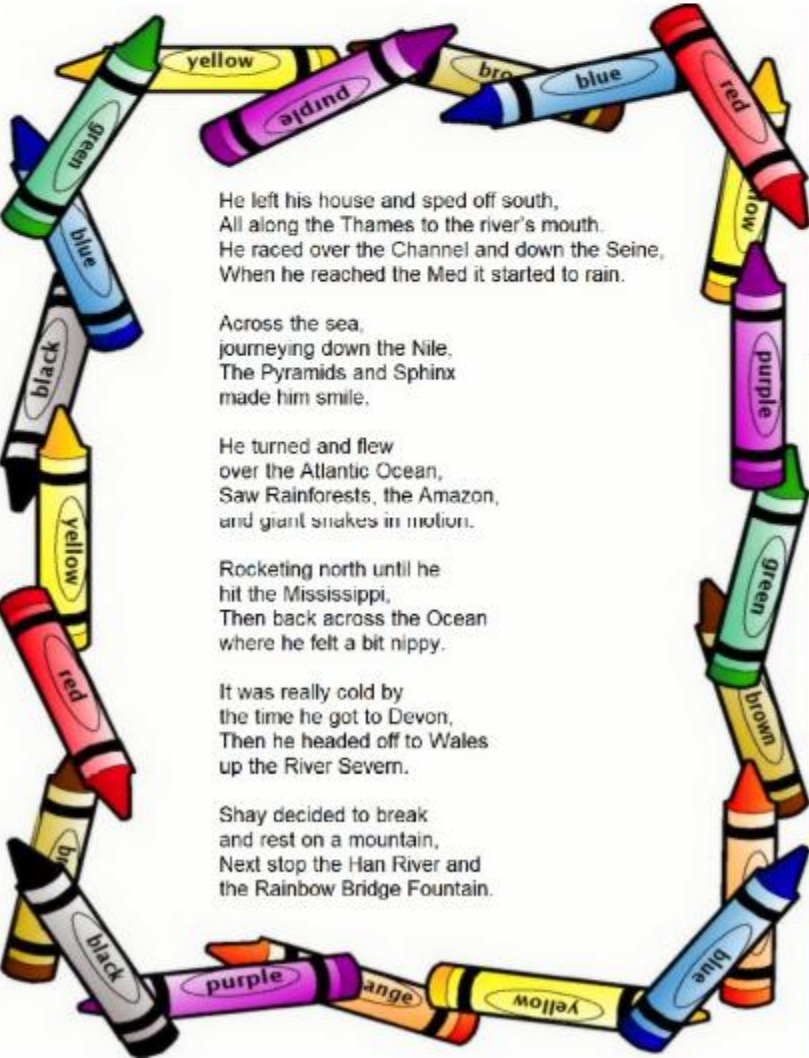 yellow
purple
bro
blue
red
green
low
blue
black
purple
yellow
green
red
brown
br
black
purple
ange
yellow
blue
He left his house and sped off south,
All along the Thames to the river's mouth.
He raced over the Channel and down the Seine,
When he reached the Med it started to rain.
Across the sea,
journeying down the Nile,
The Pyramids and Sphinx
made him smile.
He turned and flew
over the Atlantic Ocean,
Saw Rainforests, the Amazon,
and giant snakes in motion.
Rocketing north until he
hit the Mississippi,
Then back across the Ocean
where he felt a bit nippy.
It was really cold by
the time he got to Devon,
Then he headed off to Wales
up the River Severn.
Shay decided to break
and rest on a mountain,
Next stop the Han River and
the Rainbow Bridge Fountain.